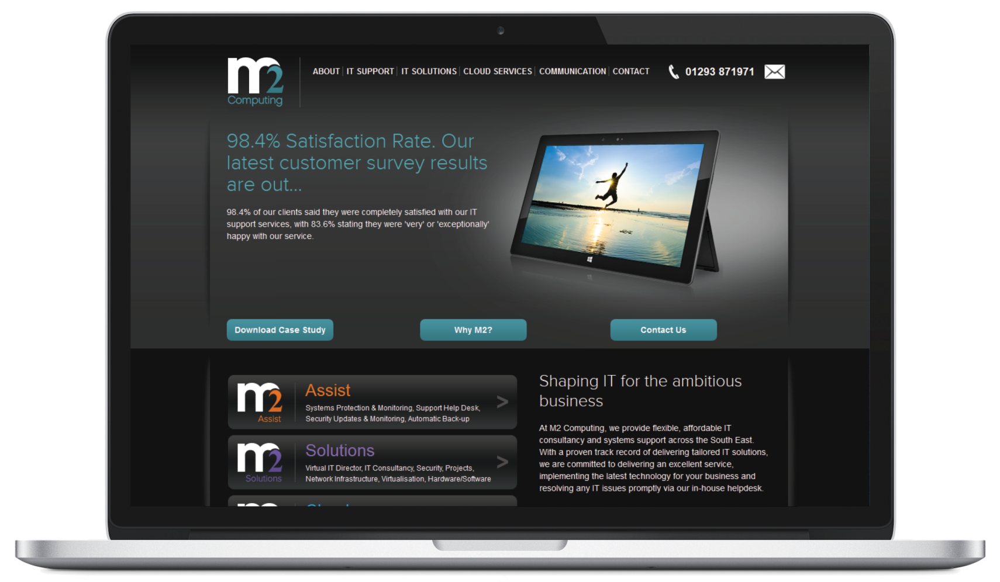 m2
Computing
ABOUT | IT SUPPORT | IT SOLUTIONS | CLOUD SERVICES | COMMUNICATION | CONTACT
01293 871971
98.4% Satisfaction Rate. Our
latest customer survey results
are out...
98.4% of our clients said they were completely satisfied with our IT
support services, with 83.6% stating they were 'very' or 'exceptionally'
happy with our service.
Download Case Study
Why M2?
Contact Us
m2
Assist
Assist
Systems Protection & Monitoring, Support Help Desk,
Security Updates & Monitoring, Automatic Back-up
>
m2
Solutions
Solutions
Virtual IT Director, IT Consultancy, Security, Projects,
Network Infrastructure, Virtualisation, Hardware/Software
>
Shaping IT for the ambitious
business
At M2 Computing, we provide flexible, affordable IT
consultancy and systems support across the South East.
With a proven track record of delivering tailored IT solutions,
we are committed to delivering an excellent service,
implementing the latest technology for your business and
resolving any IT issues promptly via our in-house helpdesk.